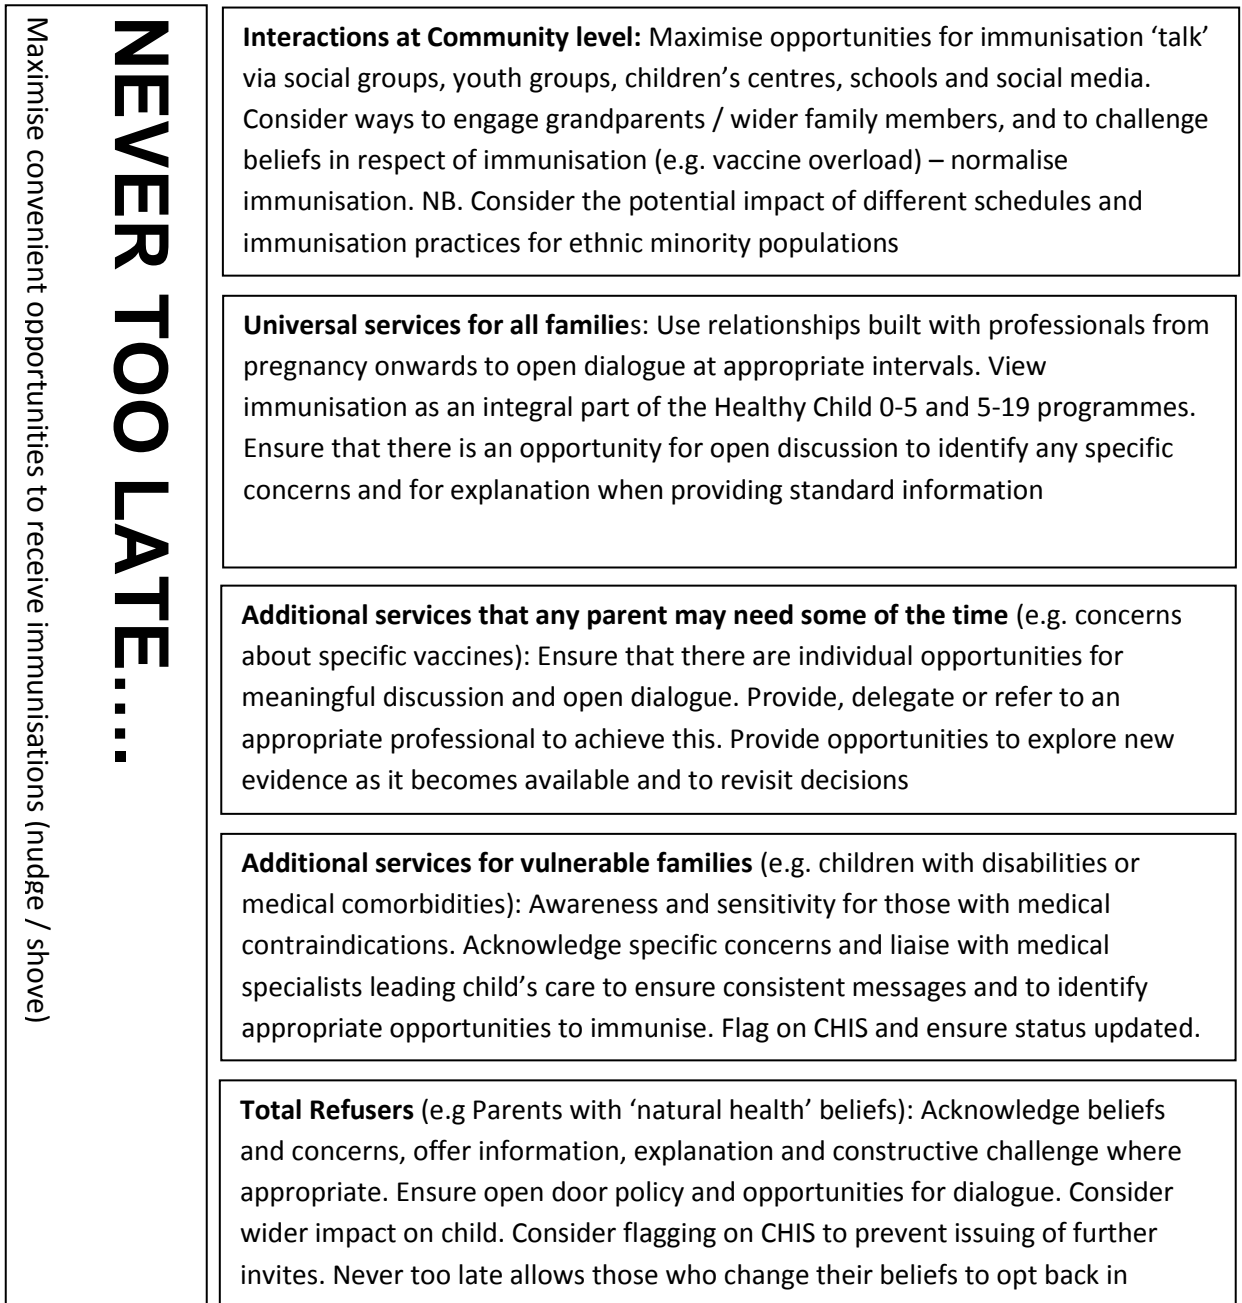 NEVER TOO LATE....
Maximise convenient opportunities to receive immunisations (nudge / shove)
Interactions at Community level: Maximise opportunities for immunisation ‘talk’
via social groups, youth groups, children’s centres, schools and social media.
Consider ways to engage grandparents / wider family members, and to challenge
beliefs in respect of immunisation (e.g. vaccine overload) – normalise
immunisation. NB. Consider the potential impact of different schedules and
immunisation practices for ethnic minority populations
Universal services for all families: Use relationships built with professionals from
pregnancy onwards to open dialogue at appropriate intervals. View
immunisation as an integral part of the Healthy Child 0-5 and 5-19 programmes.
Ensure that there is an opportunity for open discussion to identify any specific
concerns and for explanation when providing standard information
Additional services that any parent may need some of the time (e.g. concerns
about specific vaccines): Ensure that there are individual opportunities for
meaningful discussion and open dialogue. Provide, delegate or refer to an
appropriate professional to achieve this. Provide opportunities to explore new
evidence as it becomes available and to revisit decisions
Additional services for vulnerable families (e.g. children with disabilities or
medical comorbidities): Awareness and sensitivity for those with medical
contraindications. Acknowledge specific concerns and liaise with medical
specialists leading child’s care to ensure consistent messages and to identify
appropriate opportunities to immunise. Flag on CHIS and ensure status updated.
Total Refusers (e.g Parents with ‘natural health’ beliefs): Acknowledge beliefs
and concerns, offer information, explanation and constructive challenge where
appropriate. Ensure open door policy and opportunities for dialogue. Consider
wider impact on child. Consider flagging on CHIS to prevent issuing of further
invites. Never too late allows those who change their beliefs to opt back in